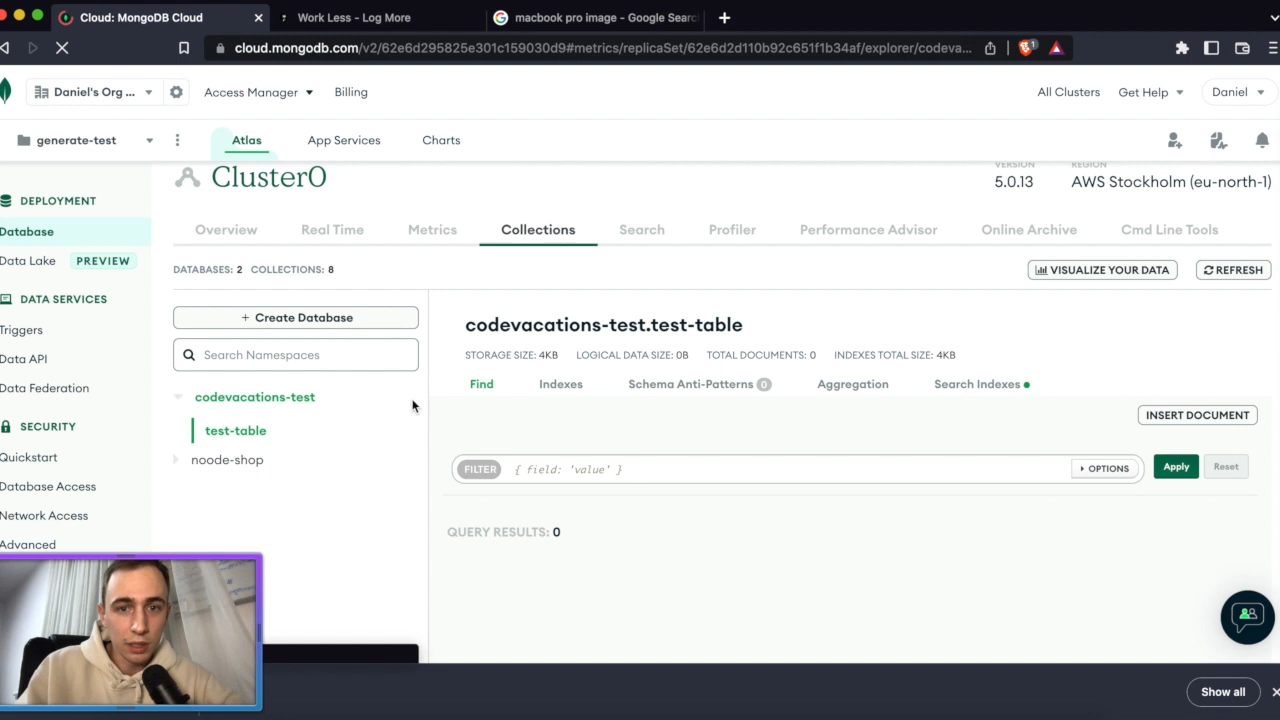 Cloud: MongoDB Cloud
Work Less - Log More
macbook pro image - Google Searc
cloud.mongodb.com/v2/62e6d295825e301c159030d9#metrics/replicaSet/62e6d2d110b92c651f1b34af/explorer/codeva...
1
Daniel's Org ...
Access Manager
Billing
All Clusters
Get Help
Daniel
generate-test
Atlas
App Services
Charts
DEPLOYMENT
Database
Data Lake PREVIEW
DATA SERVICES
Triggers
Data API
Data Federation
SECURITY
Quickstart
Database Access
Network Access
Advanced
Cluster0
VERSION
5.0.13
REGION
AWS Stockholm (eu-north-1)
Overview
Real Time
Metrics
Collections
Search
Profiler
Performance Advisor
Online Archive
Cmd Line Tools
DATABASES: 2 COLLECTIONS: 8
VISUALIZE YOUR DATA
REFRESH
+ Create Database
Search Namespaces
codevacations-test
test-table
noode-shop
codevacations-test.test-table
STORAGE SIZE: 4KB LOGICAL DATA SIZE: 0B TOTAL DOCUMENTS: 0 INDEXES TOTAL SIZE: 4KB
Find
Indexes
Schema Anti-Patterns 0
Aggregation
Search Indexes
INSERT DOCUMENT
FILTER { field: 'value' }
OPTIONS
Apply
Reset
QUERY RESULTS: 0
Show all